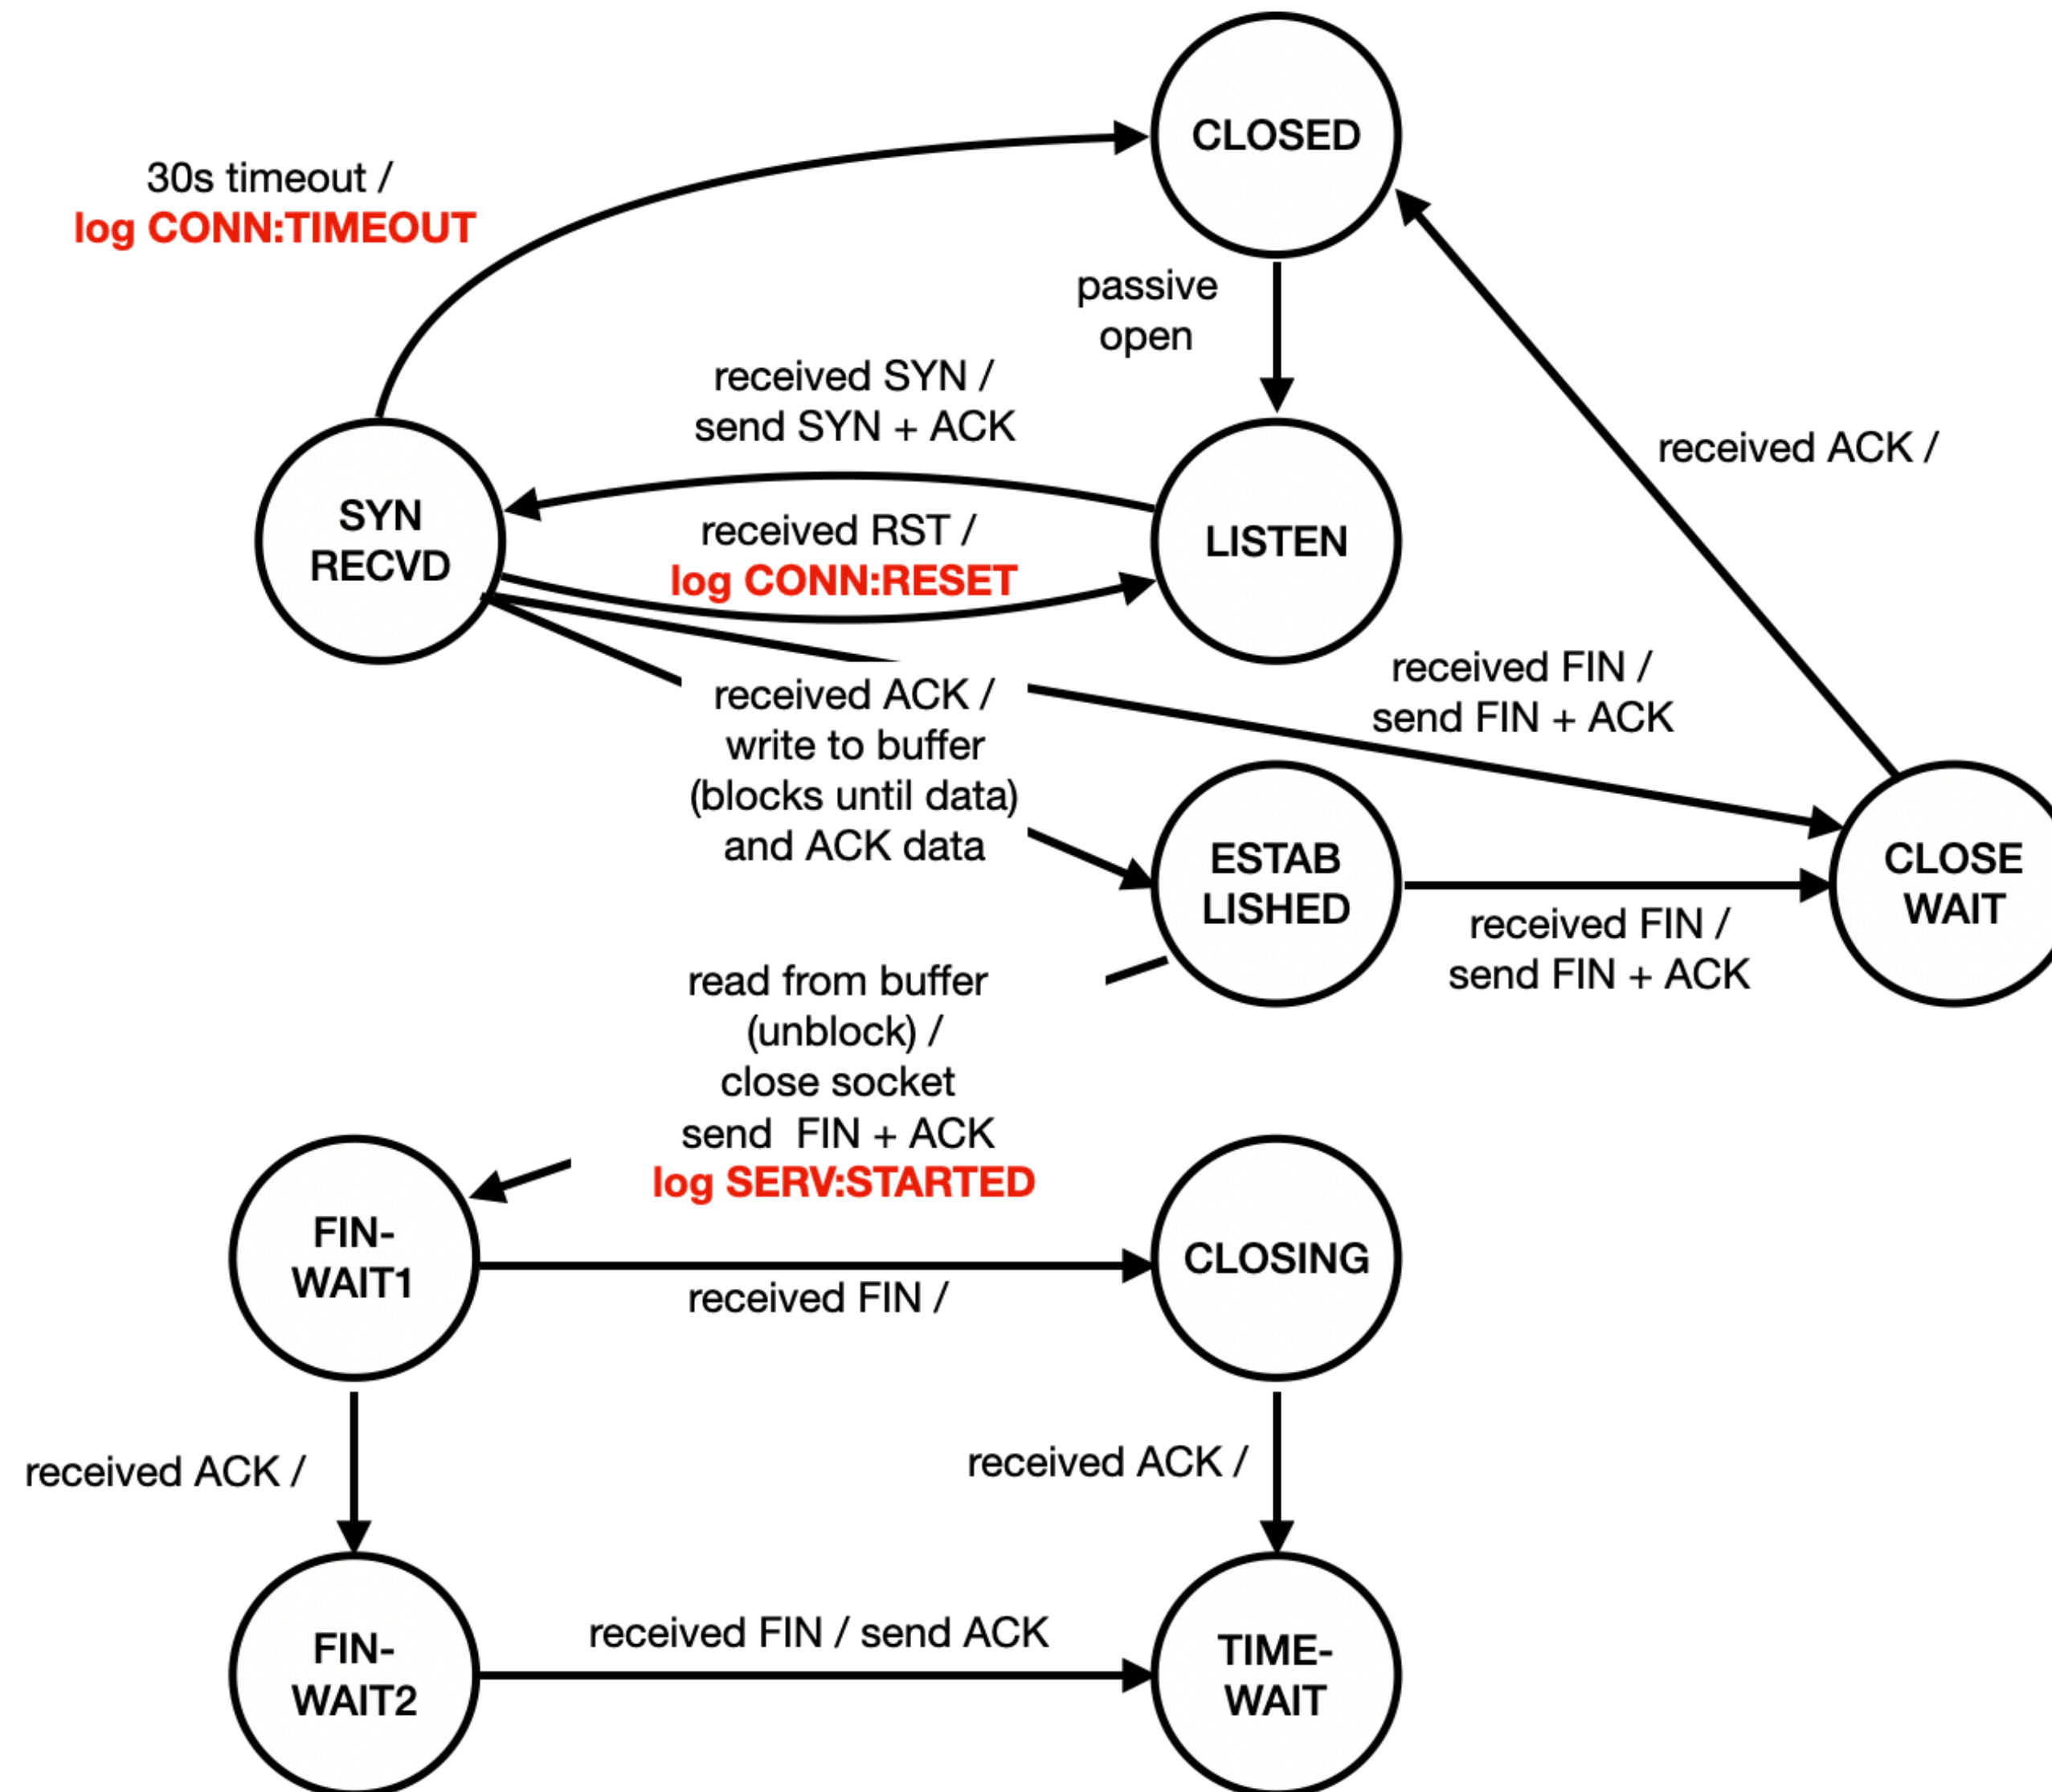 CLOSED
30s timeout /
log CONN:TIMEOUT
passive
open
received SYN /
send SYN + ACK
received ACK /
SYN
RECVD
received RST /
log CONN:RESET
LISTEN
received FIN /
send FIN + ACK
received ACK /
write to buffer
(blocks until data)
and ACK data
ESTAB
LISHED
CLOSE
WAIT
received FIN /
send FIN + ACK
read from buffer
(unblock) /
close socket
send FIN + ACK
log SERV:STARTED
FIN-
WAIT1
CLOSING
received FIN /
received ACK /
received ACK /
received FIN / send ACK
FIN-
WAIT2
TIME-
WAIT